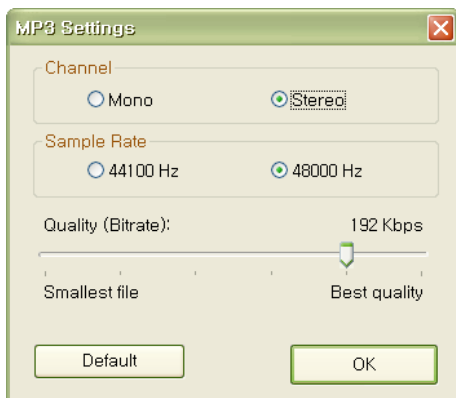 MP3 Settings
Channel
Mono Stereo
Sample Rate
44100 Hz 48000 Hz
Quality (Bitrate): 192 Kbps
Smallest file Best quality
Default OK